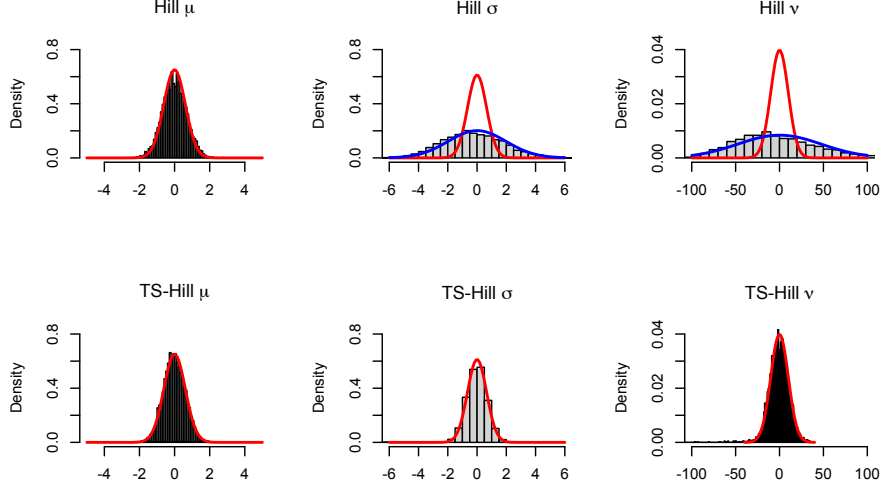 Hill μ
Hill σ
Hill ν
Density
0.0 0.4 0.8
-4 -2 0 2 4
Density
0.0 0.4 0.8
-6 -4 -2 0 2 4 6
Density
0.00 0.02 0.04
-100 -50 0 50 100
TS-Hill μ
TS-Hill σ
TS-Hill ν
Density
0.0 0.4 0.8
-4 -2 0 2 4
Density
0.0 0.4 0.8
-6 -4 -2 0 2 4 6
Density
0.00 0.02 0.04
-100 -50 0 50 100